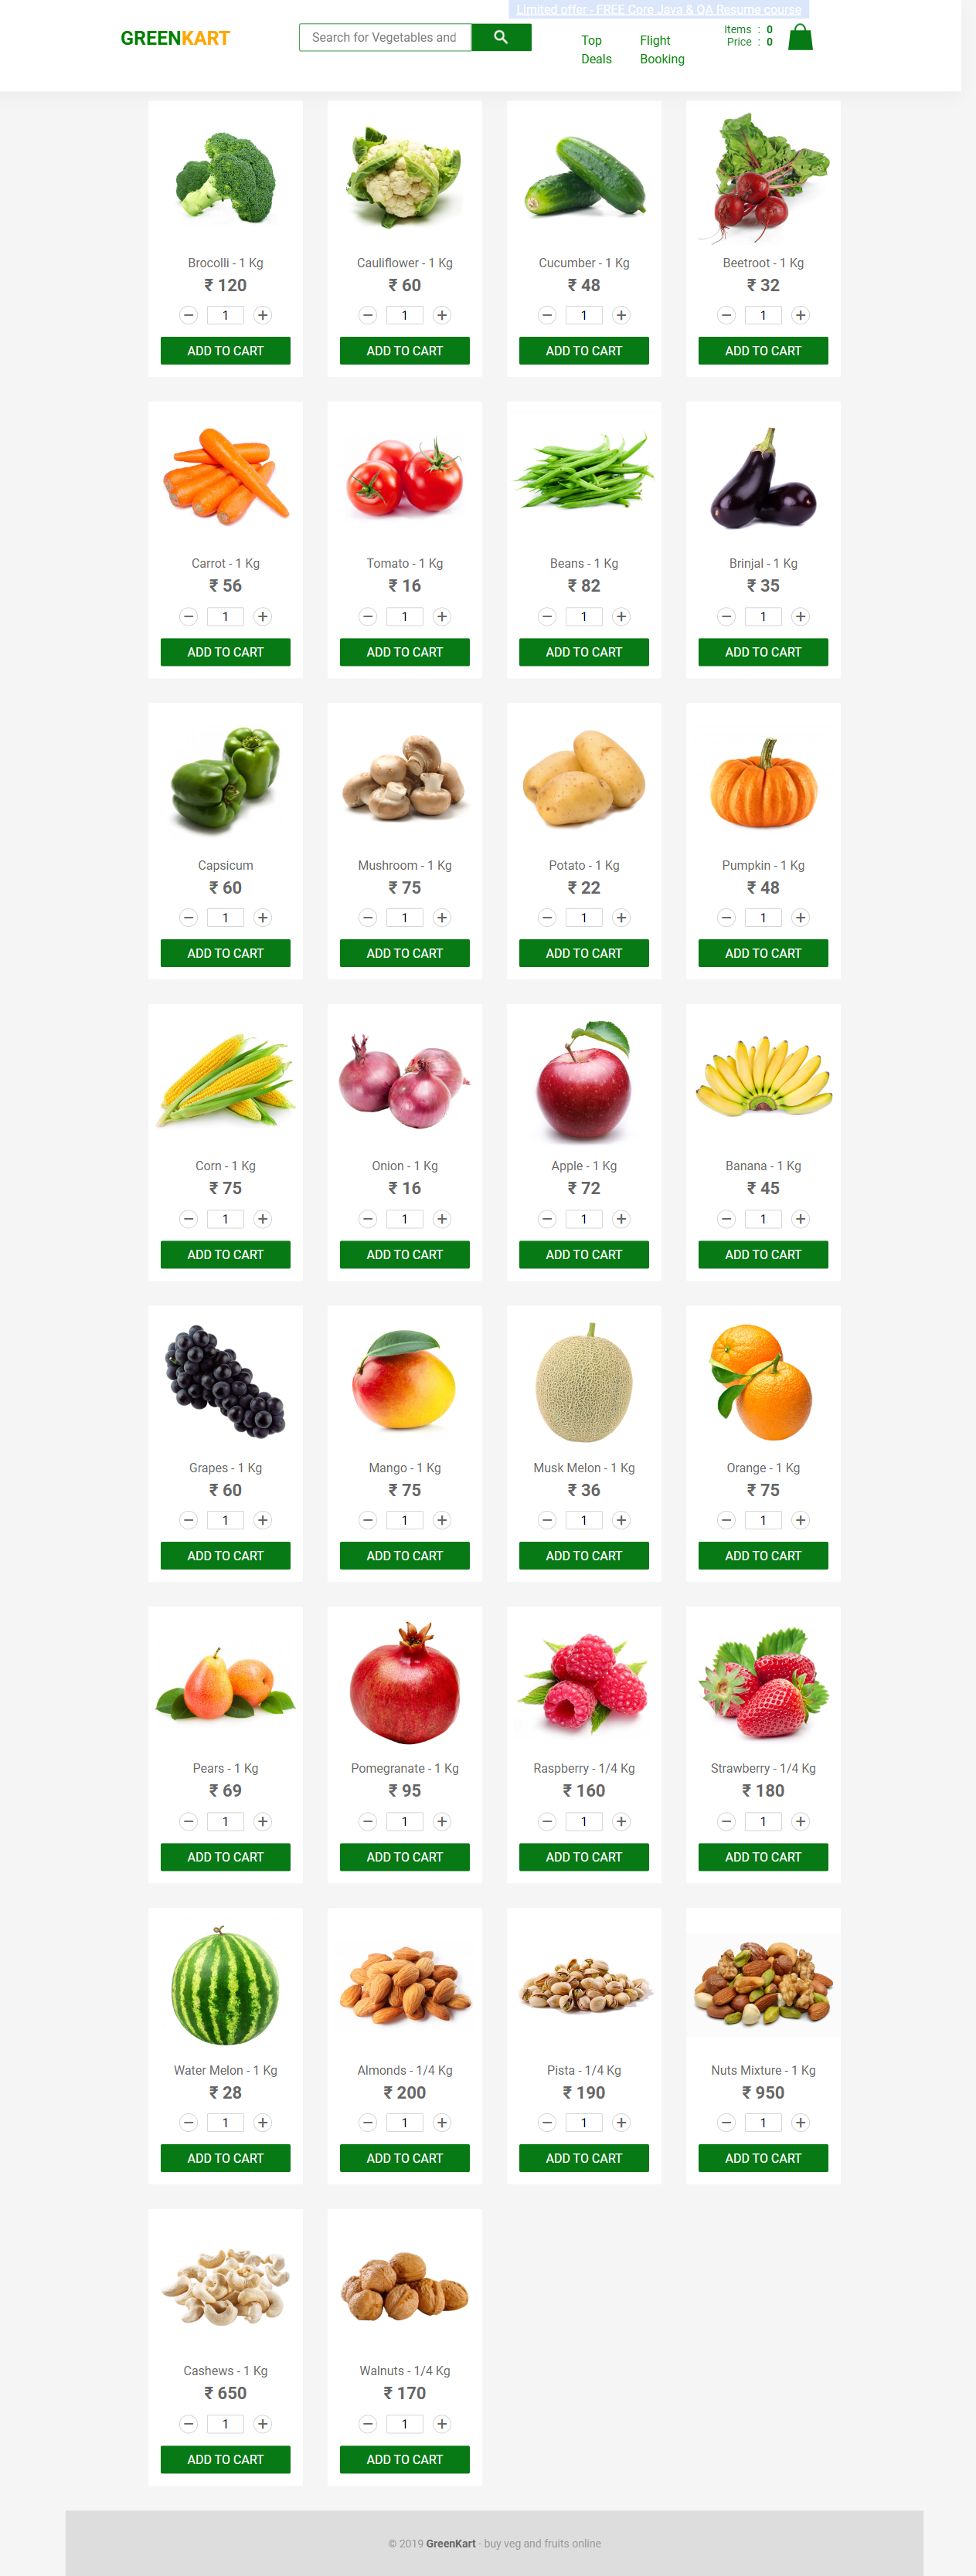 Limited offer - FREE Core Java & QA Resume course
GREENKART
Search for Vegetables and
Top
Deals
Flight
Booking
Items : 0
Price : 0
Brocolli - 1 Kg
₹ 120
1
ADD TO CART
Cauliflower - 1 Kg
₹ 60
1
ADD TO CART
Cucumber - 1 Kg
₹ 48
1
ADD TO CART
Beetroot - 1 Kg
₹ 32
1
ADD TO CART
Carrot - 1 Kg
₹ 56
1
ADD TO CART
Tomato - 1 Kg
₹ 16
1
ADD TO CART
Beans - 1 Kg
₹ 82
1
ADD TO CART
Brinjal - 1 Kg
₹ 35
1
ADD TO CART
Capsicum
₹ 60
1
ADD TO CART
Mushroom - 1 Kg
₹ 75
1
ADD TO CART
Potato - 1 Kg
₹ 22
1
ADD TO CART
Pumpkin - 1 Kg
₹ 48
1
ADD TO CART
Corn - 1 Kg
₹ 75
1
ADD TO CART
Onion - 1 Kg
₹ 16
1
ADD TO CART
Apple - 1 Kg
₹ 72
1
ADD TO CART
Banana - 1 Kg
₹ 45
1
ADD TO CART
Grapes - 1 Kg
₹ 60
1
ADD TO CART
Mango - 1 Kg
₹ 75
1
ADD TO CART
Musk Melon - 1 Kg
₹ 36
1
ADD TO CART
Orange - 1 Kg
₹ 75
1
ADD TO CART
Pears - 1 Kg
₹ 69
1
ADD TO CART
Pomegranate - 1 Kg
₹ 95
1
ADD TO CART
Raspberry - 1/4 Kg
₹ 160
1
ADD TO CART
Strawberry - 1/4 Kg
₹ 180
1
ADD TO CART
Water Melon - 1 Kg
₹ 28
1
ADD TO CART
Almonds - 1/4 Kg
₹ 200
1
ADD TO CART
Pista - 1/4 Kg
₹ 190
1
ADD TO CART
Nuts Mixture - 1 Kg
₹ 950
1
ADD TO CART
Cashews - 1 Kg
₹ 650
1
ADD TO CART
Walnuts - 1/4 Kg
₹ 170
1
ADD TO CART
© 2019 GreenKart - buy veg and fruits online